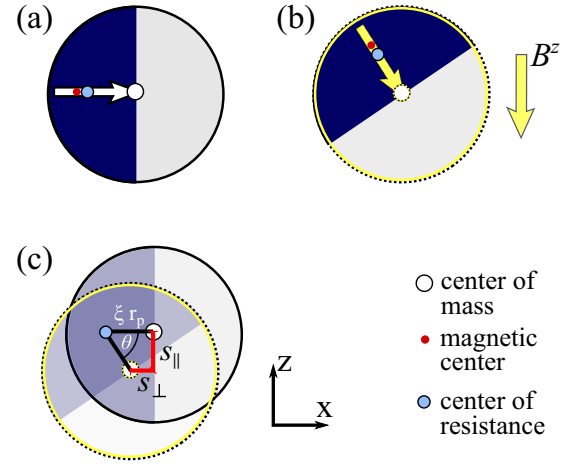 (a)
(b)
B^z
(c)
ξ r_p
θ
s_∥
s_⊥
z
x
center of
mass
magnetic
center
center of
resistance